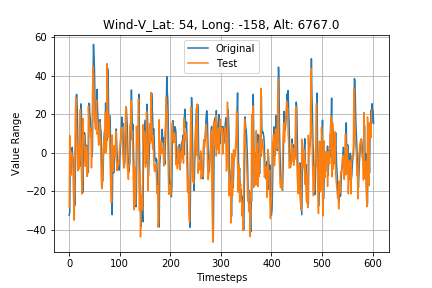 Wind-V_Lat: 54, Long: -158, Alt: 6767.0
Original
Test
Value Range
60
40
20
0
−20
−40
0 100 200 300 400 500 600
Timesteps